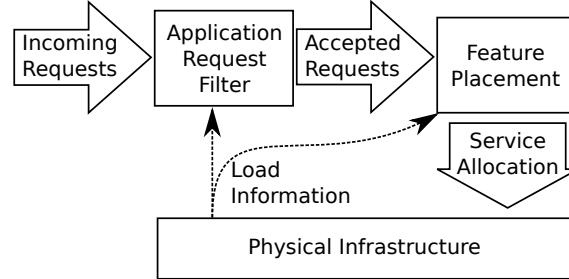 Incoming
Requests
Application
Request
Filter
Accepted
Requests
Feature
Placement
Service
Allocation
Load
Information
Physical Infrastructure